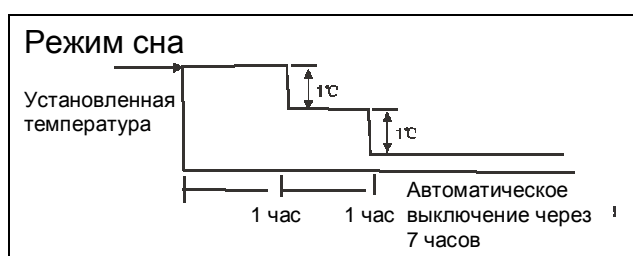 Режим сна
1℃
Установленная
температура
1℃
1 час
1 час
Автоматическое
выключение через
7 часов